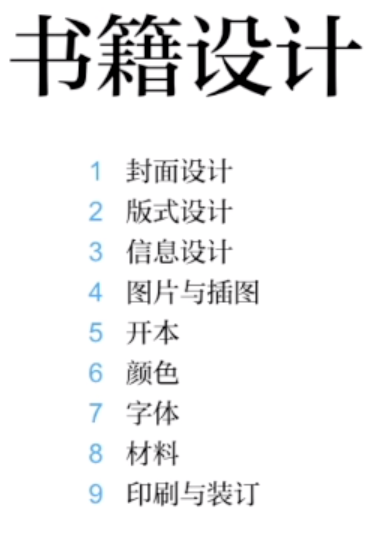 书籍设计
1 封面设计
2 版式设计
3 信息设计
4 图片与插图
5 开本
6 颜色
7 字体
8 材料
9 印刷与装订